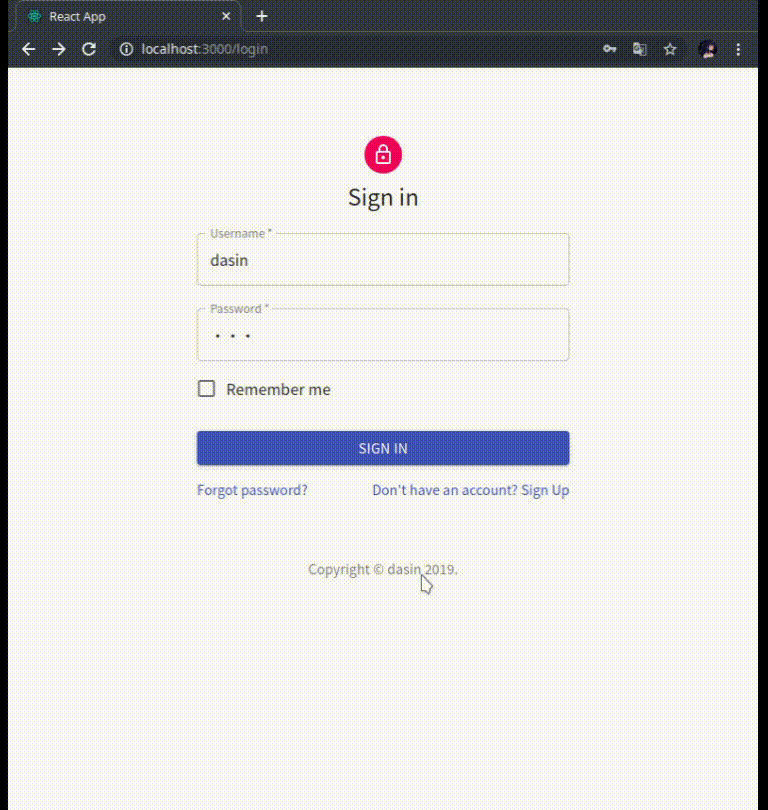 React App
localhost:3000/login
Sign in
Username *
dasin
Password *
Remember me
SIGN IN
Forgot password? Don't have an account? Sign Up
Copyright © dasin 2019.